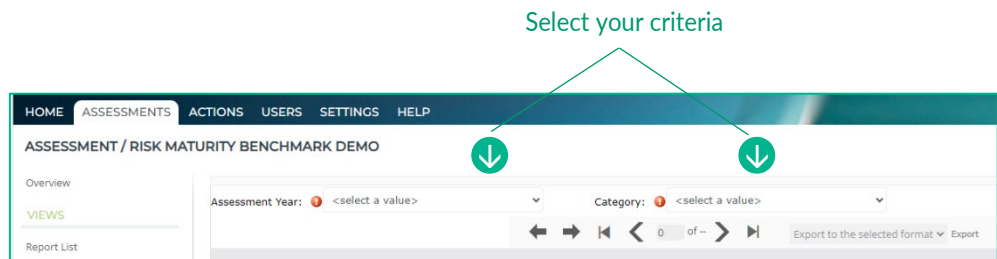 Select your criteria
HOME ASSESSMENTS ACTIONS USERS SETTINGS HELP
ASSESSMENT / RISK MATURITY BENCHMARK DEMO
Overview
Assessment Year: <select a value> Category: <select a value>
VIEWS
0 of -- Export to the selected format Export
Report List